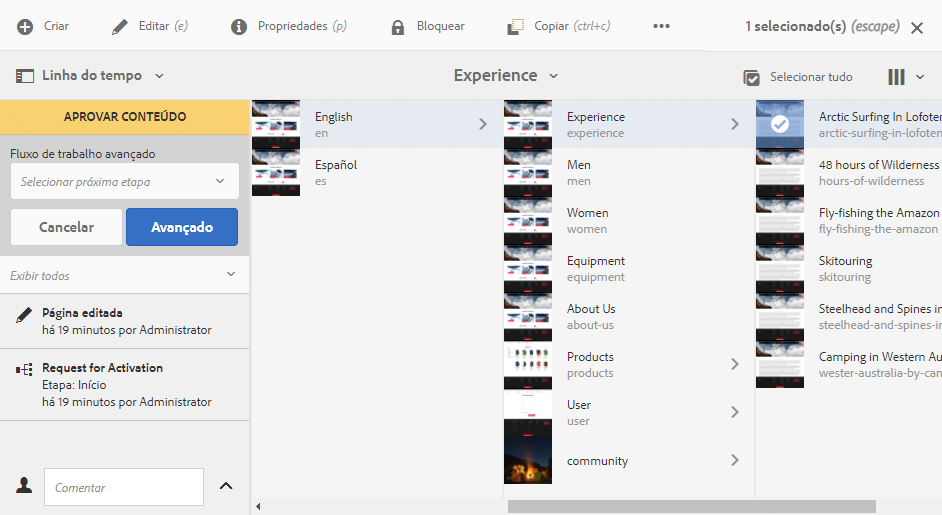 Criar
Editar (e)
Propriedades (p)
Bloquear
Copiar (ctrl+c)
1 selecionado(s) (escape)
Linha do tempo
Experience
Selecionar tudo
APROVAR CONTEÚDO
Fluxo de trabalho avançado
Selecionar próxima etapa
Cancelar
Avançado
Exibir todos
Página editada
há 19 minutos por Administrator
Request for Activation
Etapa: Início
há 19 minutos por Administrator
Comentar
English
en
Español
es
Experience
experience
Men
men
Women
women
Equipment
equipment
About Us
about-us
Products
products
User
user
community
Arctic Surfing In Lofoten
arctic-surfing-in-lofoten
48 hours of Wilderness
hours-of-wilderness
Fly-fishing the Amazon
fly-fishing-the-amazon
Skitouring
skitouring
Steelhead and Spines in
steelhead-and-spines-in
Camping in Western Au
wester-australia-by-cam